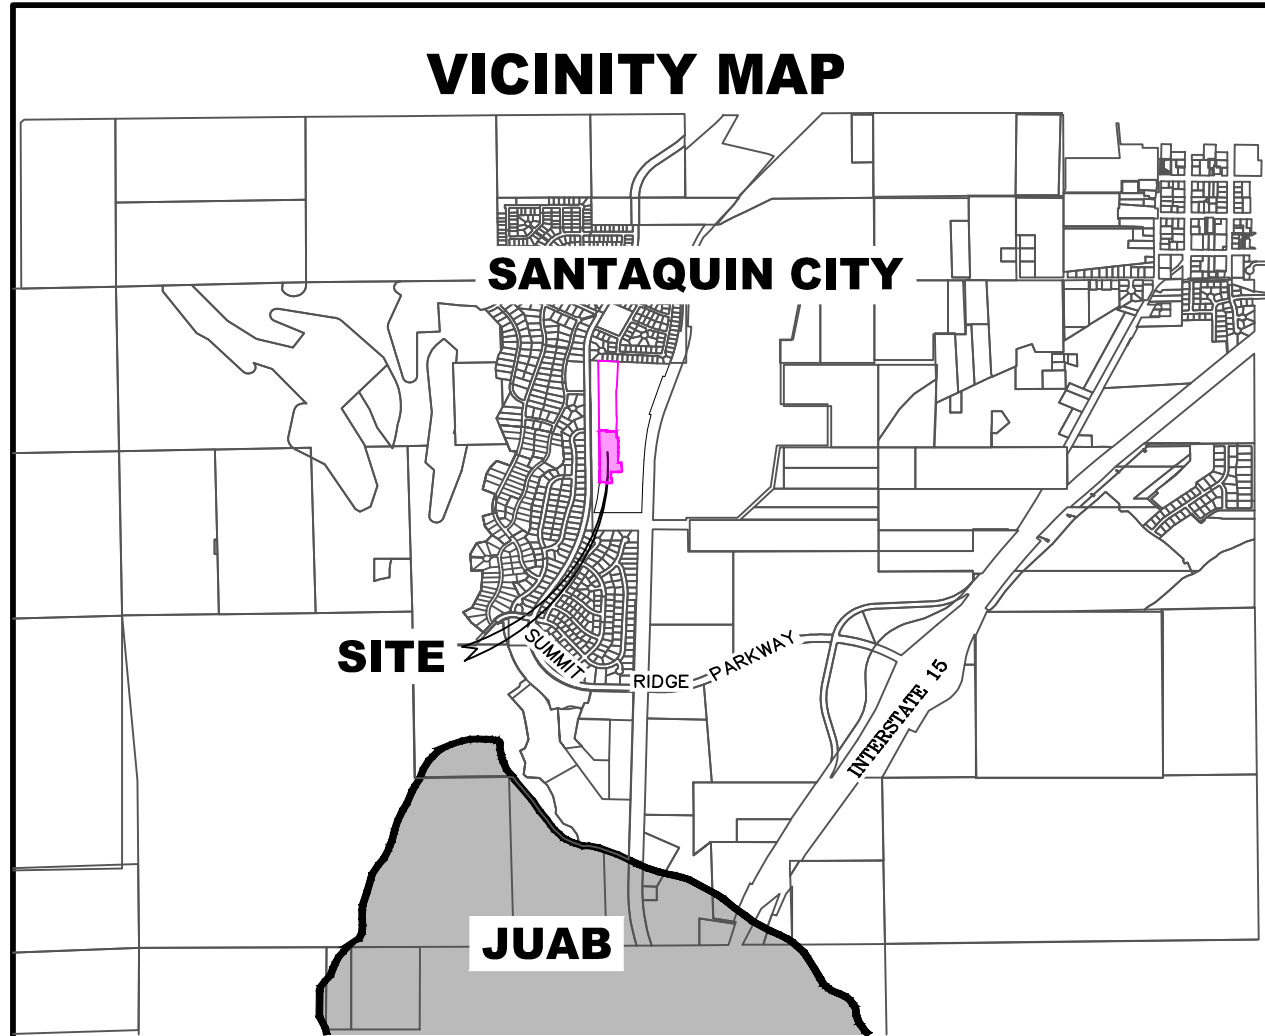 VICINITY MAP
SANTAQUIN CITY
SITE
SUMMIT RIDGE PARKWAY
INTERSTATE 15
JUAB